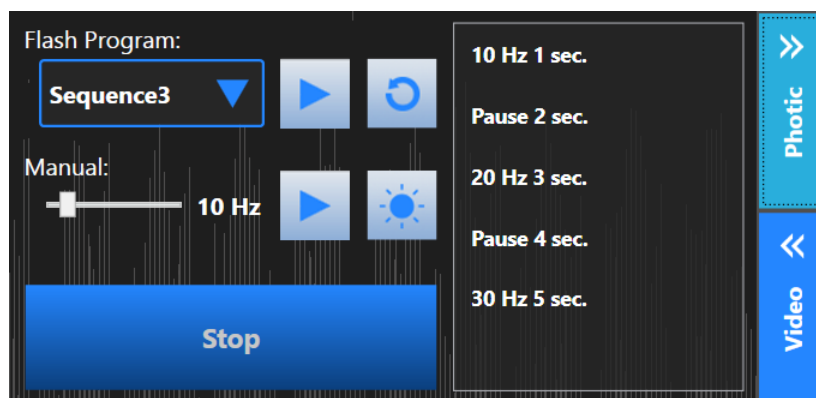 Flash Program:
Sequence3
Manual:
10 Hz
Stop
10 Hz 1 sec.
Pause 2 sec.
20 Hz 3 sec.
Pause 4 sec.
30 Hz 5 sec.
Photic
Video